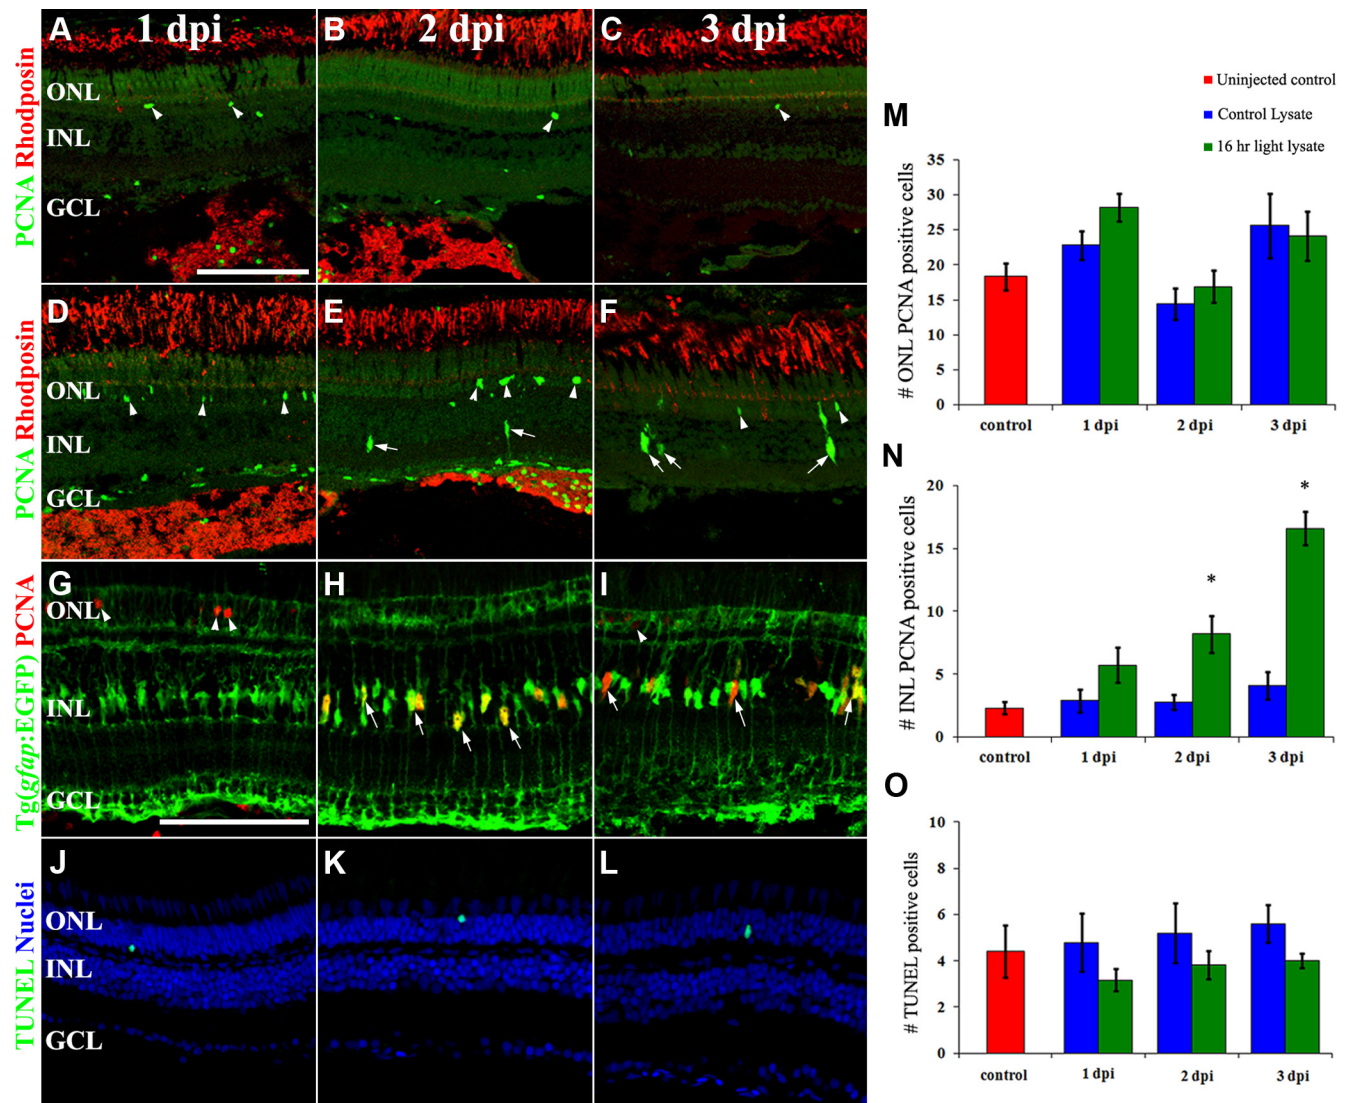 A 1 dpi
B 2 dpi
C 3 dpi
PCNA Rhodposin
ONL
INL
GCL
D
E
F
PCNA Rhodposin
ONL
INL
GCL
G
H
I
Tg(gfap:EGFP) PCNA
ONL
INL
GCL
J
K
L
TUNEL Nuclei
ONL
INL
GCL
Uninjected control
Control Lysate
16 hr light lysate
M
# ONL PCNA positive cells
35
30
25
20
15
10
5
0
control 1 dpi 2 dpi 3 dpi
N
# INL PCNA positive cells
20
15
10
5
0
* *
control 1 dpi 2 dpi 3 dpi
O
# TUNEL positive cells
10
8
6
4
2
0
control 1 dpi 2 dpi 3 dpi